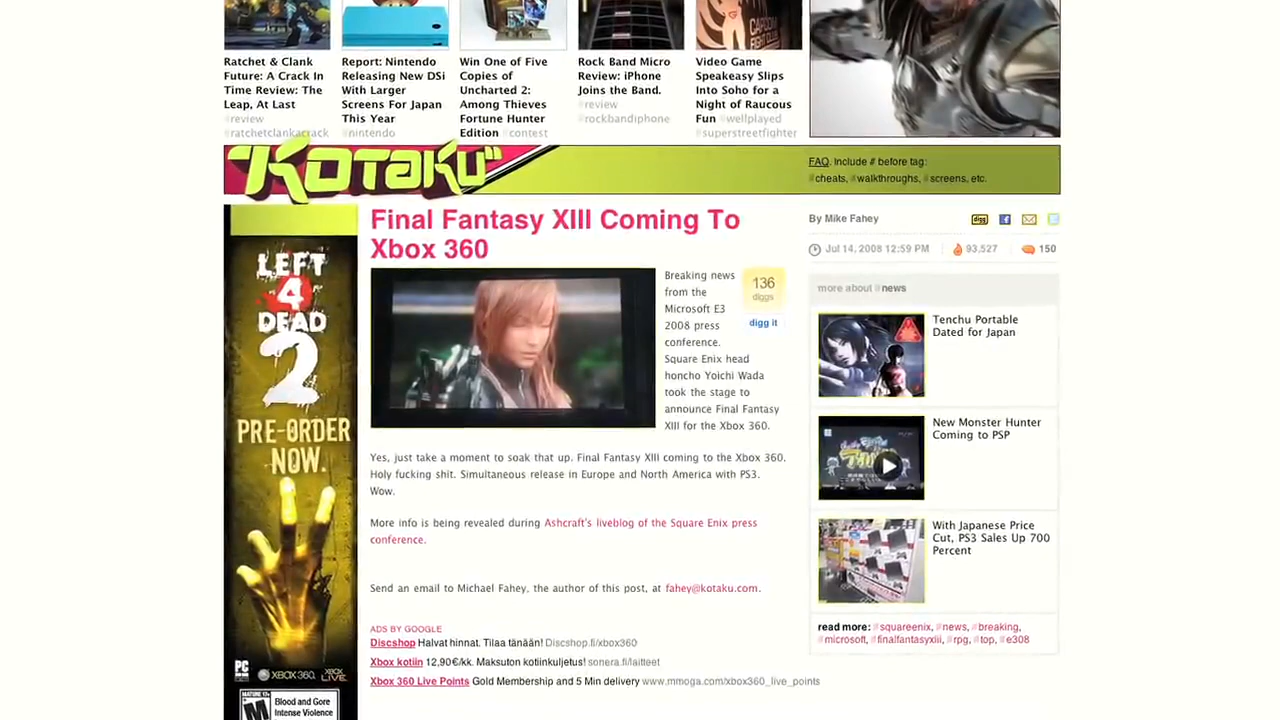 Ratchet & Clank
Future: A Crack In
Time Review: The
Leap, At Last
#review
#ratchetclankacrack
Report: Nintendo
Releasing New DSi
With Larger
Screens For Japan
This Year
#nintendo
Win One of Five
Copies of
Uncharted 2:
Among Thieves
Fortune Hunter
Edition #contest
Rock Band Micro
Review: iPhone
Joins the Band.
#review
#rockbandiphone
CAPCOM
FIGHT CLUB
Video Game
Speakeasy Slips
Into Soho for a
Night of Raucous
Fun #wellplayed
#superstreetfighter
"KOTAKU"
FAQ. Include # before tag:
#cheats, #walkthroughs, #screens, etc.
LEFT
4
DEAD
2
PRE-ORDER
NOW.
PC
XBOX 360.
XBOX
LIVE.
MATURE 17+
M
Blood and Gore
Intense Violence
Final Fantasy XIII Coming To
Xbox 360
Breaking news
from the
Microsoft E3
2008 press
conference.
Square Enix head
honcho Yoichi Wada
took the stage to
announce Final Fantasy
XIII for the Xbox 360.
136
diggs
digg it
Yes, just take a moment to soak that up. Final Fantasy XIII coming to the Xbox 360.
Holy fucking shit. Simultaneous release in Europe and North America with PS3.
Wow.
More info is being revealed during Ashcraft's liveblog of the Square Enix press
conference.
Send an email to Michael Fahey, the author of this post, at fahey@kotaku.com.
ADS BY GOOGLE
Discshop Halvat hinnat. Tilaa tänään! Discshop.fi/xbox360
Xbox kotiin 12,90€/kk. Maksuton kotiinkuljetus! sonera.fi/laitteet
Xbox 360 Live Points Gold Membership and 5 Min delivery www.mmoga.com/xbox360_live_points
By Mike Fahey
digg
Jul 14, 2008 12:59 PM
93,527
150
more about #news
Tenchu Portable
Dated for Japan
New Monster Hunter
Coming to PSP
With Japanese Price
Cut, PS3 Sales Up 700
Percent
read more: #squareenix, #news, #breaking,
#microsoft, #finalfantasyxiii, #rpg, #top, #e308